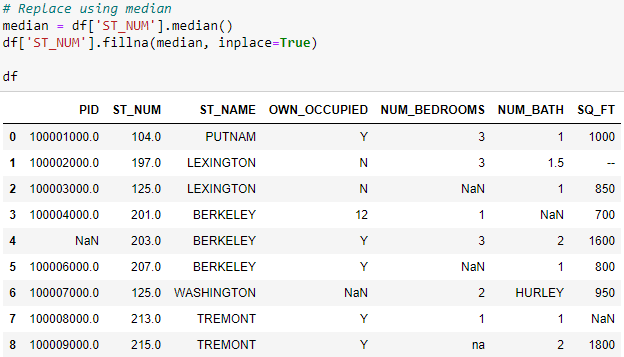 # Replace using median
median = df['ST_NUM'].median()
df['ST_NUM'].fillna(median, inplace=True)
df
PID ST_NUM ST_NAME OWN_OCCUPIED NUM_BEDROOMS NUM_BATH SQ_FT
0 100001000.0 104.0 PUTNAM Y 3 1 1000
1 100002000.0 197.0 LEXINGTON N 3 1.5 --
2 100003000.0 125.0 LEXINGTON N NaN 1 850
3 100004000.0 201.0 BERKELEY 12 1 NaN 700
4 NaN 203.0 BERKELEY Y 3 2 1600
5 100006000.0 207.0 BERKELEY Y NaN 1 800
6 100007000.0 125.0 WASHINGTON NaN 2 HURLEY 950
7 100008000.0 213.0 TREMONT Y 1 1 NaN
8 100009000.0 215.0 TREMONT Y na 2 1800